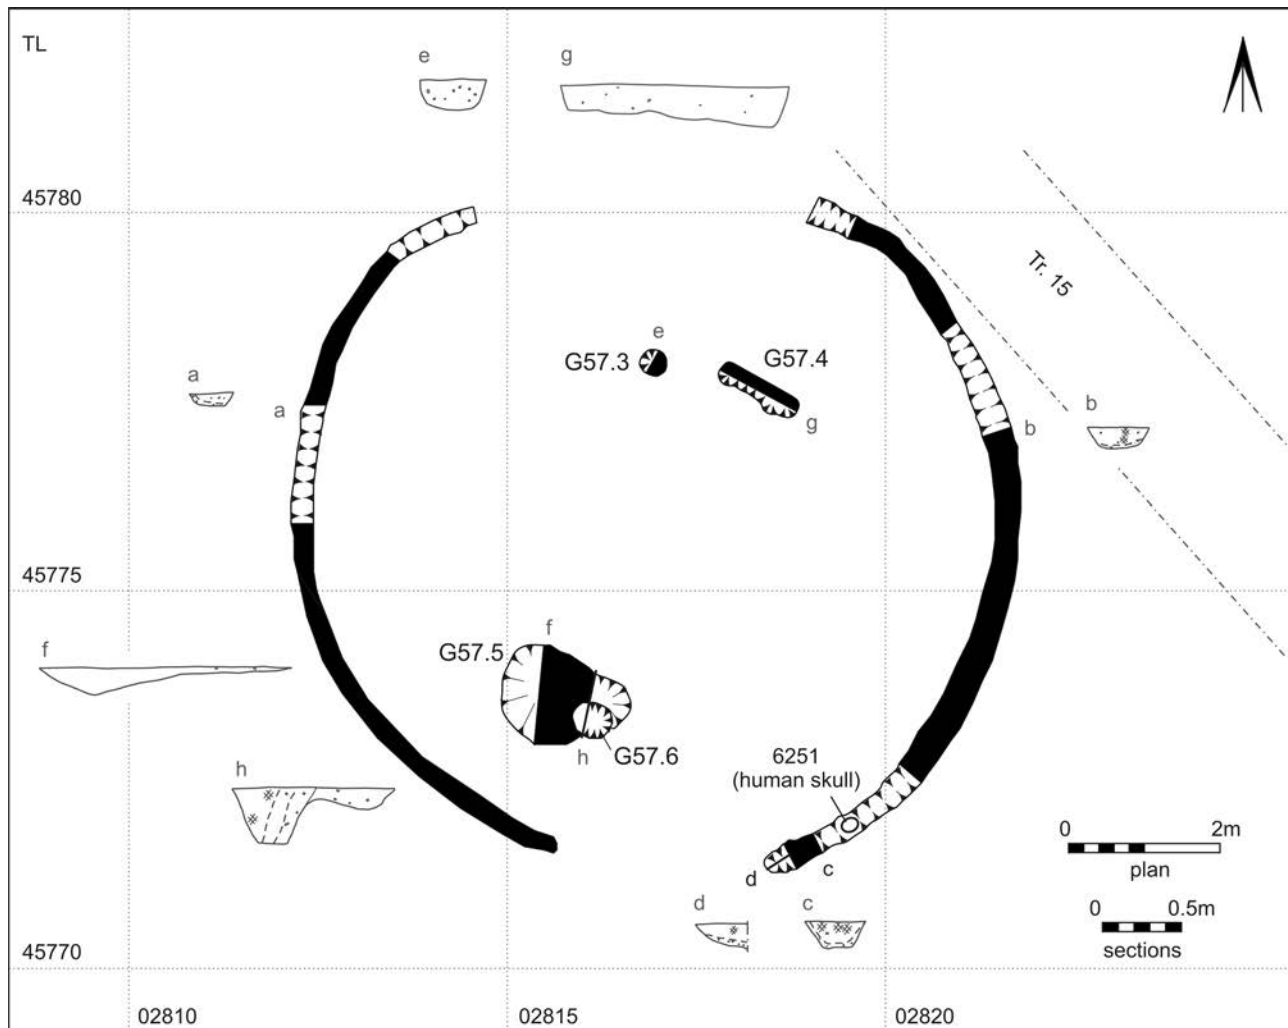 TL
e
g
45780
Tr. 15
e
G57.3
G57.4
a
a
g
b
b
45775
f
f
G57.5
h
G57.6
h
6251
(human skull)
0 2m
plan
d
c
d
c
0 0.5m
sections
45770
02810
02815
02820